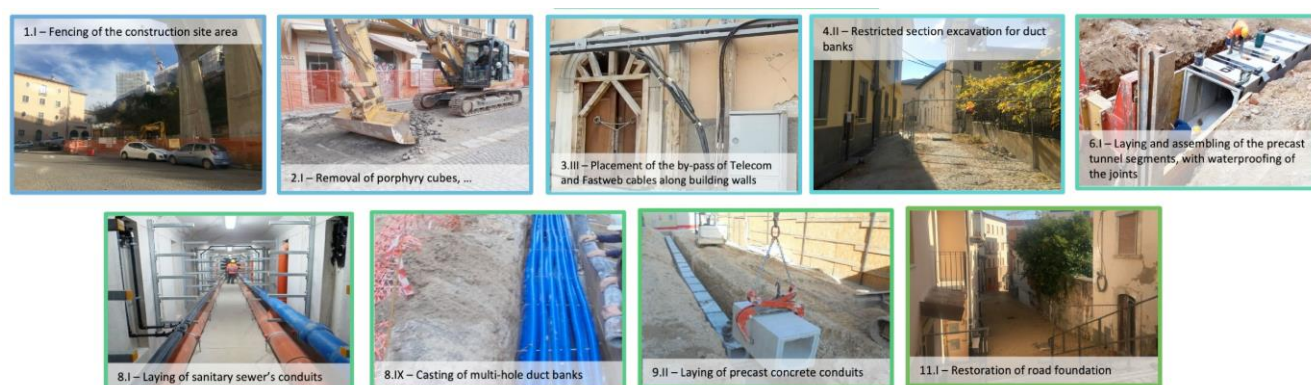 1.I – Fencing of the construction site area
2.I – Removal of porphyry cubes, ...
3.III – Placement of the by-pass of Telecom
and Fastweb cables along building walls
4.II – Restricted section excavation for duct
banks
6.I – Laying and assembling of the precast
tunnel segments, with waterproofing of
the joints
8.I – Laying of sanitary sewer's conduits
8.IX – Casting of multi-hole duct banks
9.II – Laying of precast concrete conduits
11.I – Restoration of road foundation